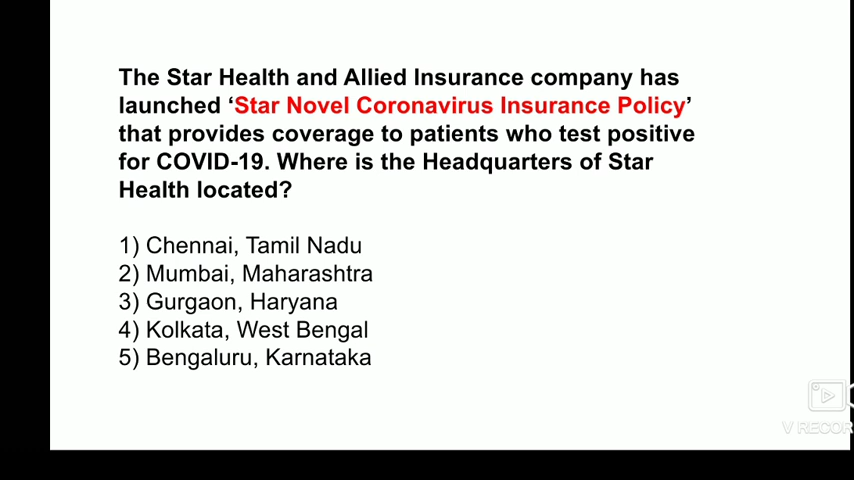 The Star Health and Allied Insurance company has
launched ‘Star Novel Coronavirus Insurance Policy’
that provides coverage to patients who test positive
for COVID-19. Where is the Headquarters of Star
Health located?
1) Chennai, Tamil Nadu
2) Mumbai, Maharashtra
3) Gurgaon, Haryana
4) Kolkata, West Bengal
5) Bengaluru, Karnataka
V RECOR